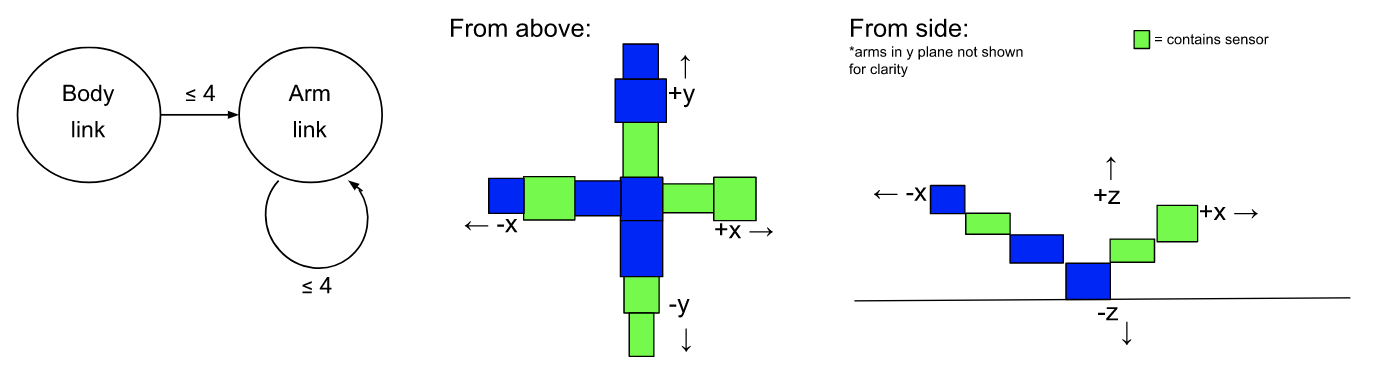 Body
link
≤ 4
Arm
link
≤ 4
From above:
↑
+y
← -x
+x →
-y
↓
From side:
*arms in y plane not shown
for clarity
= contains sensor
↑
+z
← -x
+x →
-z
↓